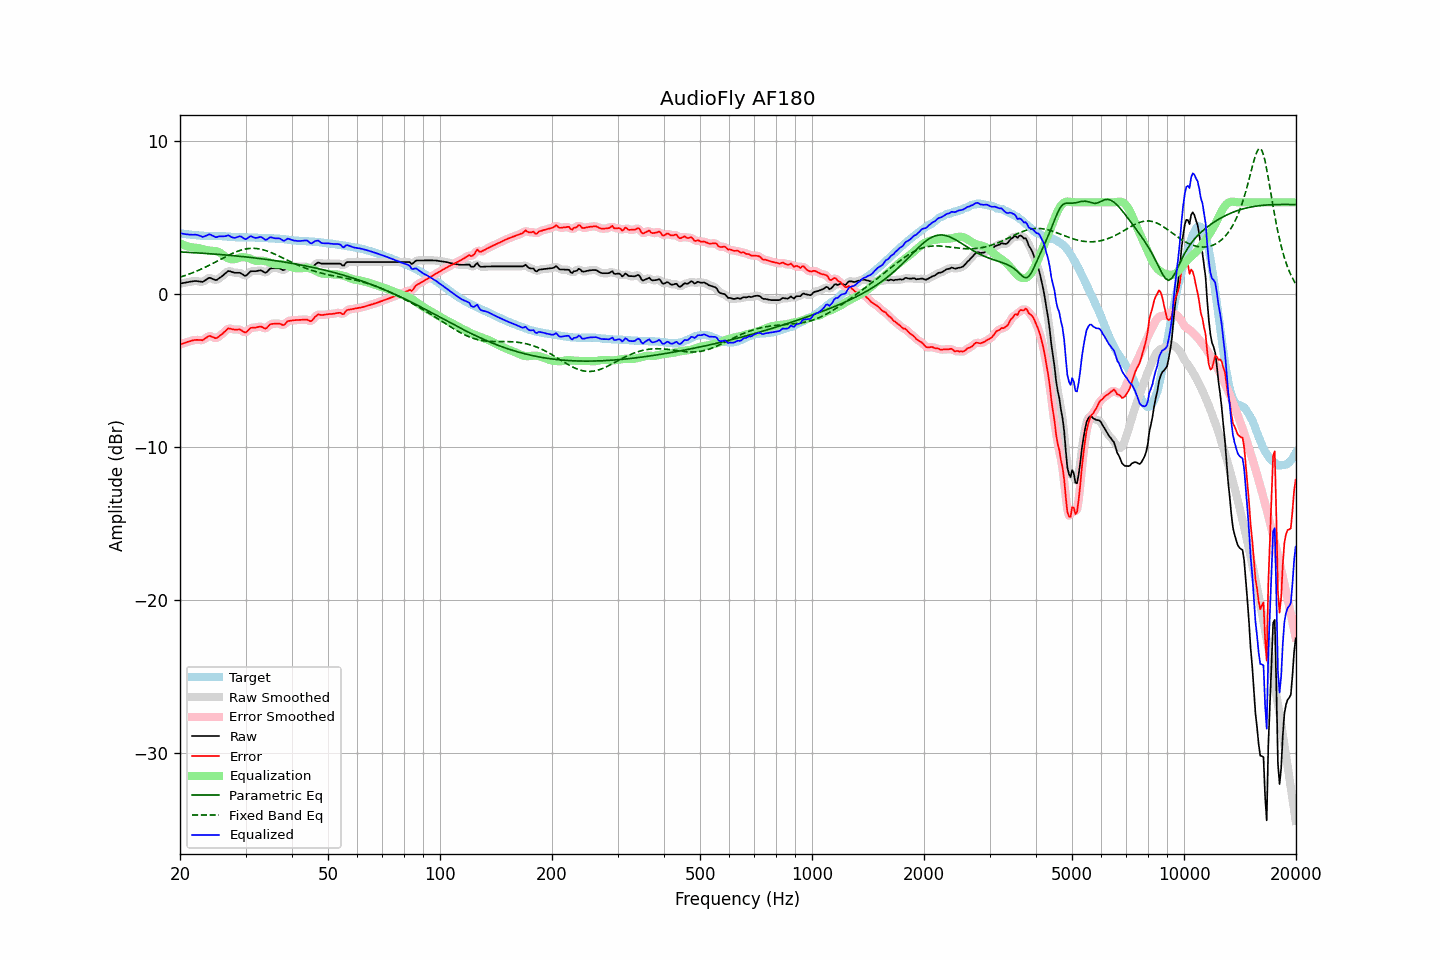 AudioFly AF180
10
0
−10
−20
−30
Amplitude (dBr)
Target
Raw Smoothed
Error Smoothed
Raw
Error
Equalization
Parametric Eq
Fixed Band Eq
Equalized
20 50 100 200 500 1000 2000 5000 10000 20000
Frequency (Hz)